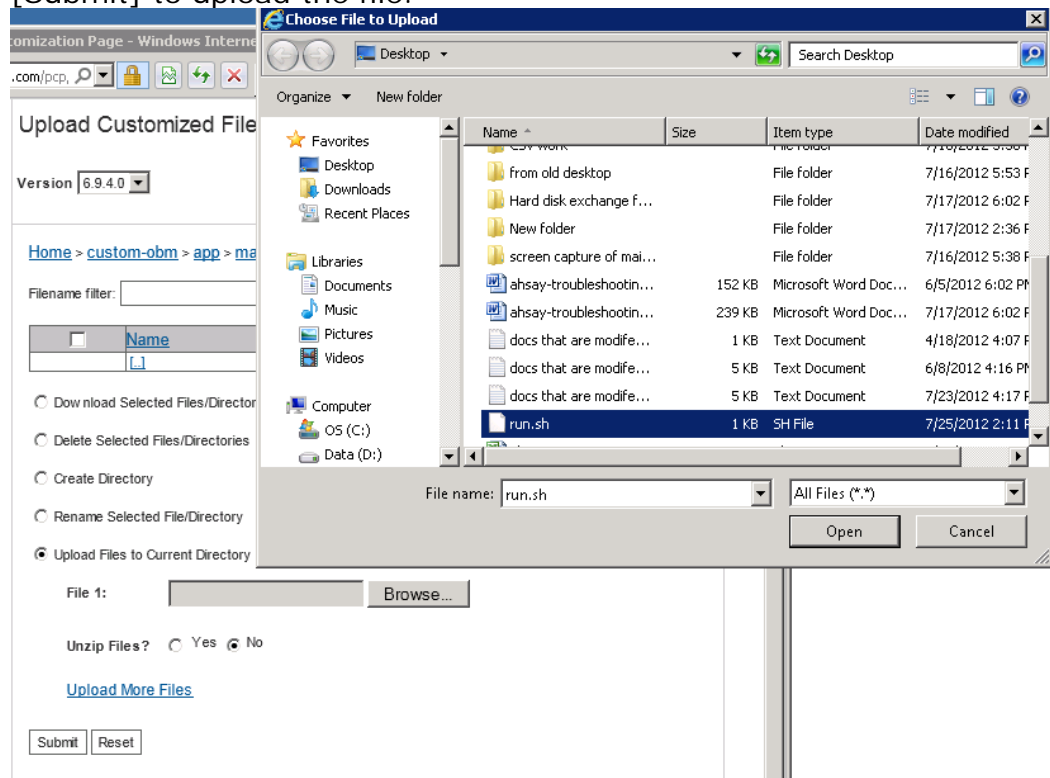 [Submit] to upload the file.
Choose File to Upload
tomization Page - Windows Interne
.com/pcp,
Desktop
Search Desktop
Organize
New folder
Upload Customized File
Version 6.9.4.0
Home > custom-obm > app > ma
Filename filter:
Name
[..]
Download Selected Files/Director
Delete Selected Files/Directories
Create Directory
Rename Selected File/Directory
Upload Files to Current Directory
Favorites
Desktop
Downloads
Recent Places
Libraries
Documents
Music
Pictures
Videos
Computer
OS (C:)
Data (D:)
Name Size Item type Date modified
CSV work File folder
from old desktop File folder 7/16/2012 5:53 P
Hard disk exchange f... File folder 7/17/2012 6:02 P
New folder File folder 7/17/2012 2:36 P
screen capture of mai... File folder 7/16/2012 5:38 P
ahsay-troubleshootin... 152 KB Microsoft Word Doc... 6/5/2012 6:02 PM
ahsay-troubleshootin... 239 KB Microsoft Word Doc... 7/17/2012 6:02 P
docs that are modife... 1 KB Text Document 4/18/2012 4:07 P
docs that are modife... 5 KB Text Document 6/8/2012 4:16 PM
docs that are modife... 5 KB Text Document 7/23/2012 4:17 P
run.sh 1 KB SH File 7/25/2012 2:11 P
File name: run.sh
All Files (*.*)
Open Cancel
File 1: Browse...
Unzip Files? Yes No
Upload More Files
Submit Reset